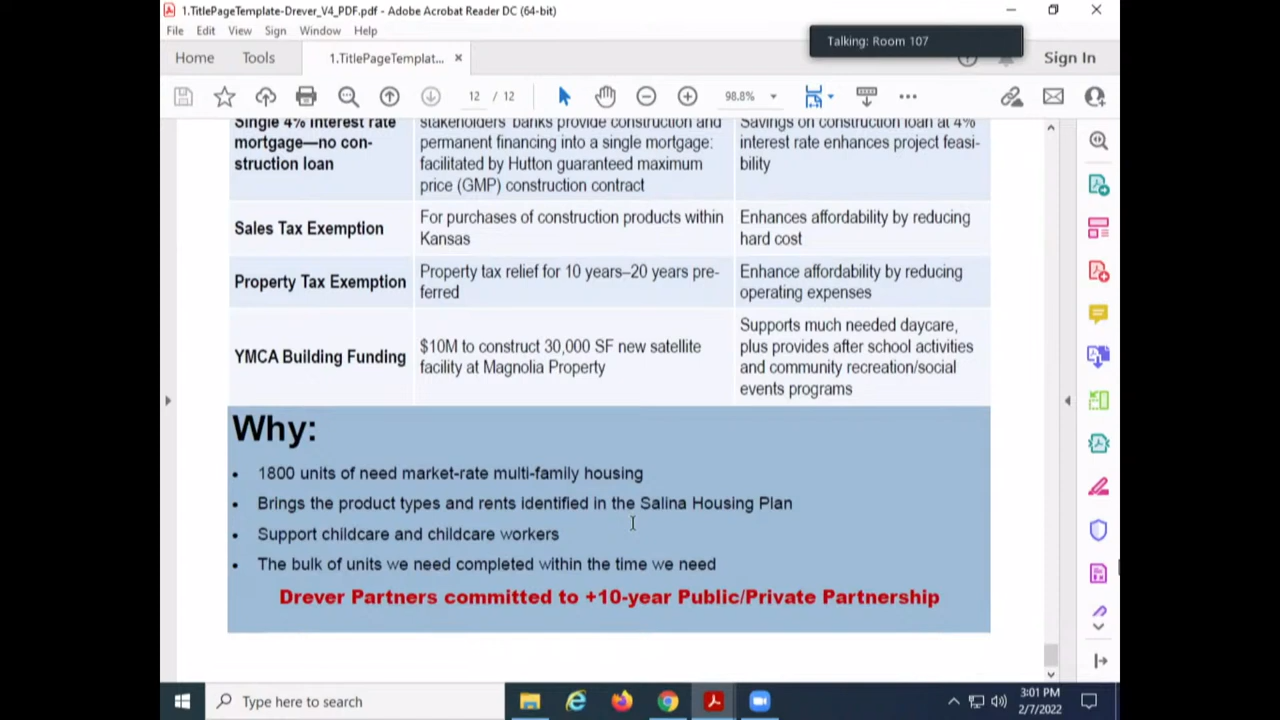 1.TitlePageTemplate-Drever_V4_PDF.pdf - Adobe Acrobat Reader DC (64-bit)
File Edit View Sign Window Help
Talking: Room 107
Home Tools 1.TitlePageTemplat... × Sign In
12 / 12 98.8%
Single 4% interest rate
mortgage—no con-
struction loan
stakeholders' banks provide construction and
permanent financing into a single mortgage:
facilitated by Hutton guaranteed maximum
price (GMP) construction contract
Savings on construction loan at 4%
interest rate enhances project feasi-
bility
Sales Tax Exemption
For purchases of construction products within
Kansas
Enhances affordability by reducing
hard cost
Property Tax Exemption
Property tax relief for 10 years–20 years pre-
ferred
Enhance affordability by reducing
operating expenses
YMCA Building Funding
$10M to construct 30,000 SF new satellite
facility at Magnolia Property
Supports much needed daycare,
plus provides after school activities
and community recreation/social
events programs
Why:
• 1800 units of need market-rate multi-family housing
• Brings the product types and rents identified in the Salina Housing Plan
• Support childcare and childcare workers
• The bulk of units we need completed within the time we need
Drever Partners committed to +10-year Public/Private Partnership
Type here to search
3:01 PM
2/7/2022